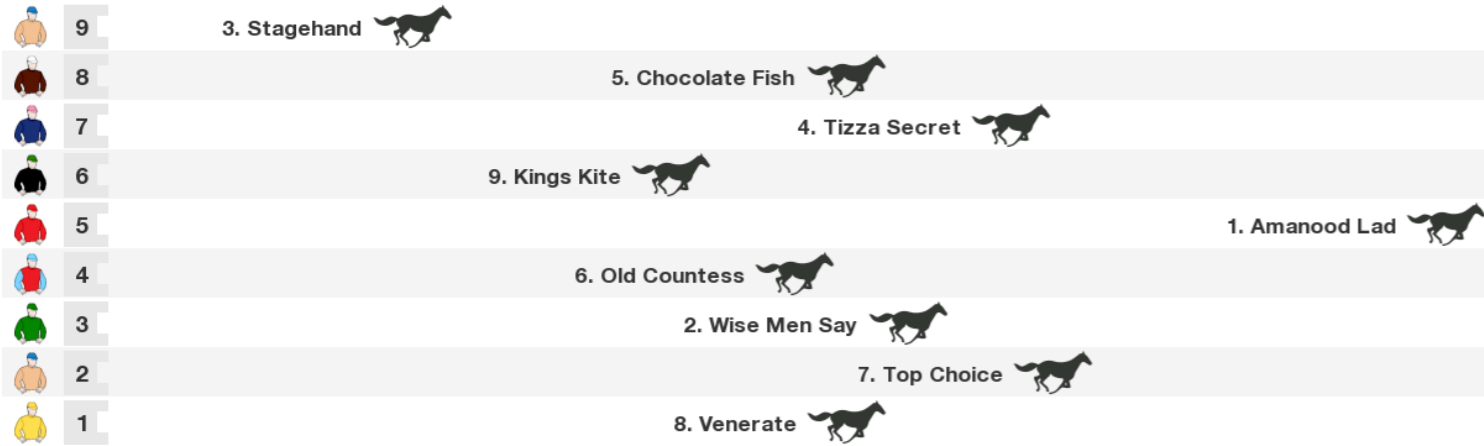 9 3. Stagehand
8 5. Chocolate Fish
7 4. Tizza Secret
6 9. Kings Kite
5 1. Amanood Lad
4 6. Old Countess
3 2. Wise Men Say
2 7. Top Choice
1 8. Venerate